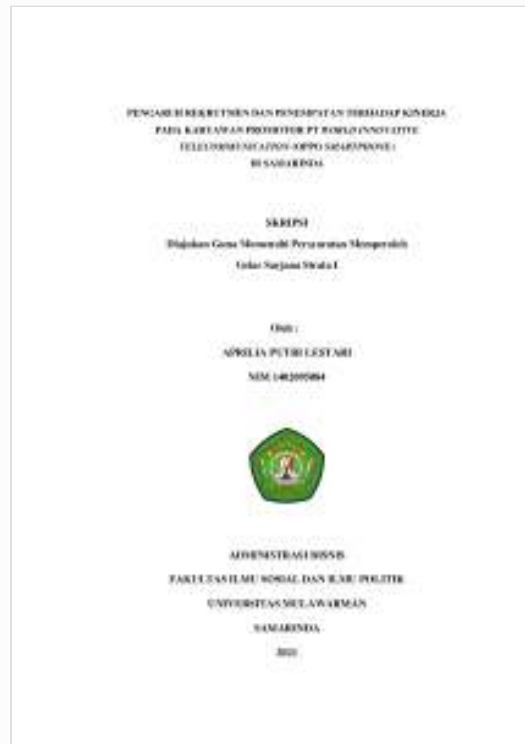 PENGARUH REKRUTMEN DAN PENEMPATAN TERHADAP KINERJA
PADA KARYAWAN PROMOTOR PT WORLD INNOVATIVE
TELECOMMUNICATION (OPPO SMARTPHONE)
DI SAMARINDA
SKRIPSI
Diajukan Guna Memenuhi Persyaratan Memperoleh
Gelar Sarjana Strata I
Oleh :
APRILIA PUTRI LESTARI
NIM
ADMINISTRASI BISNIS
FAKULTAS ILMU SOSIAL DAN ILMU POLITIK
UNIVERSITAS MULAWARMAN
SAMARINDA